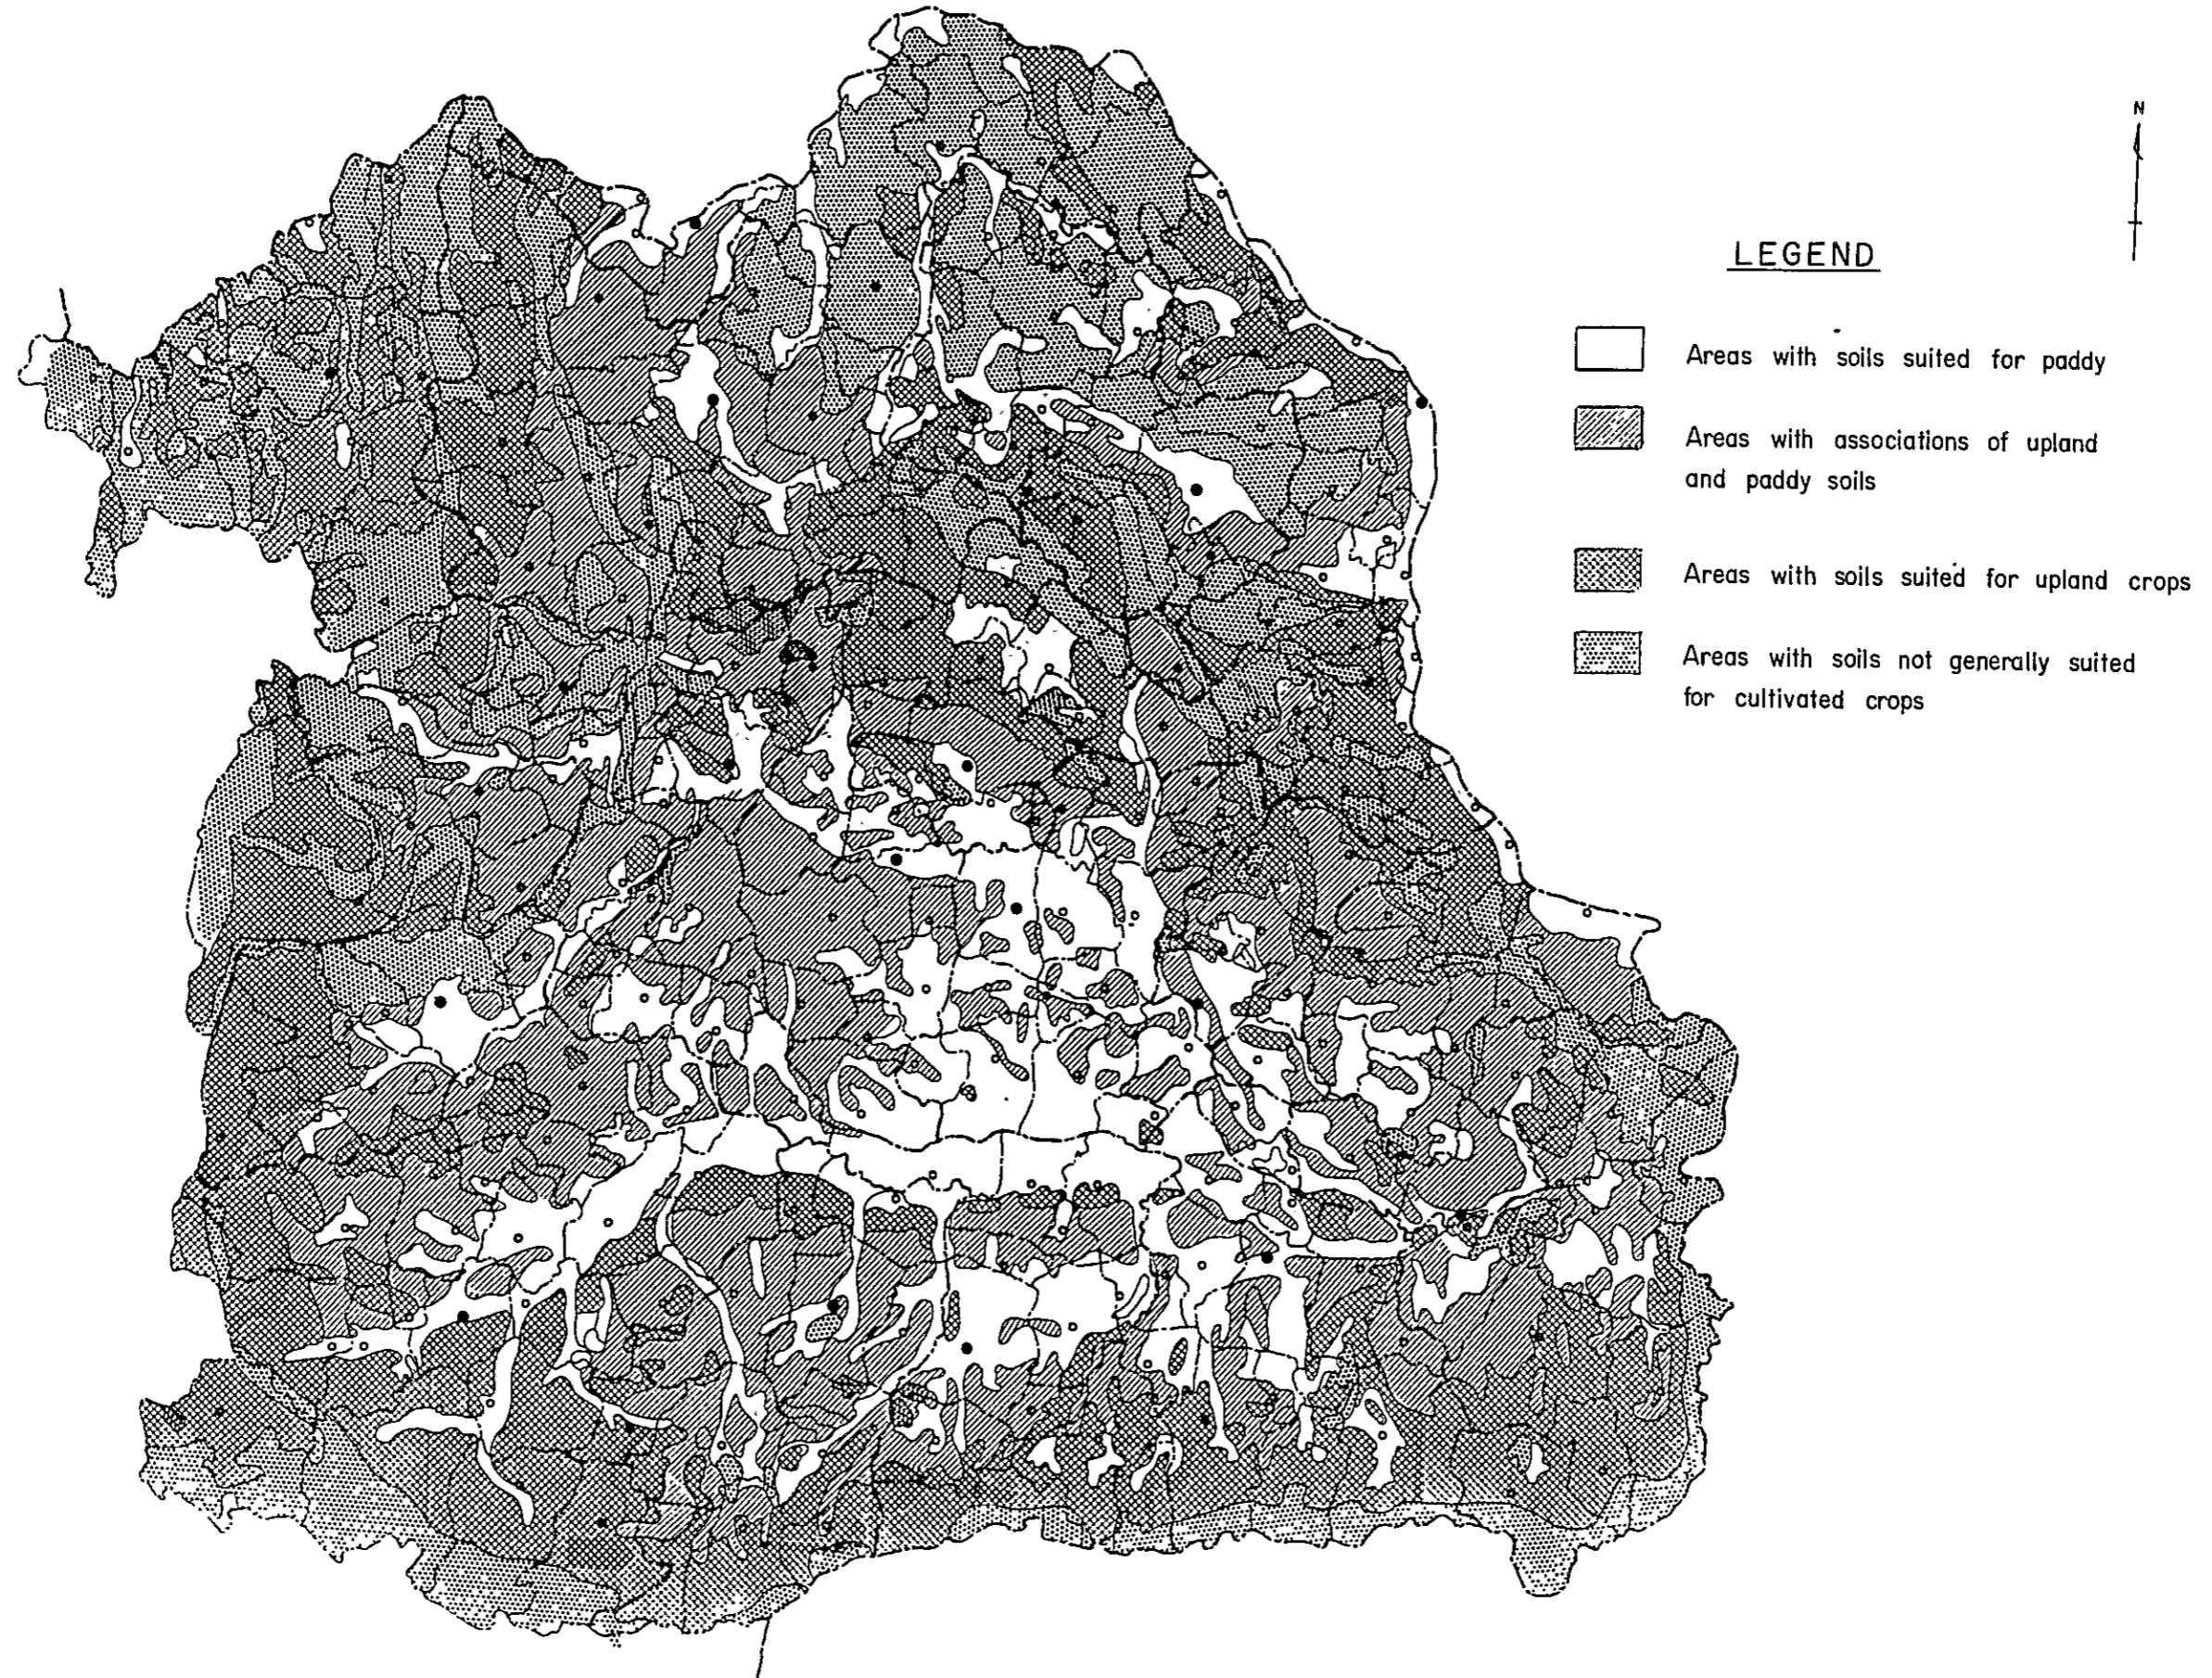 N
LEGEND
Areas with soils suited for paddy
Areas with associations of upland
and paddy soils
Areas with soils suited for upland crops
Areas with soils not generally suited
for cultivated crops